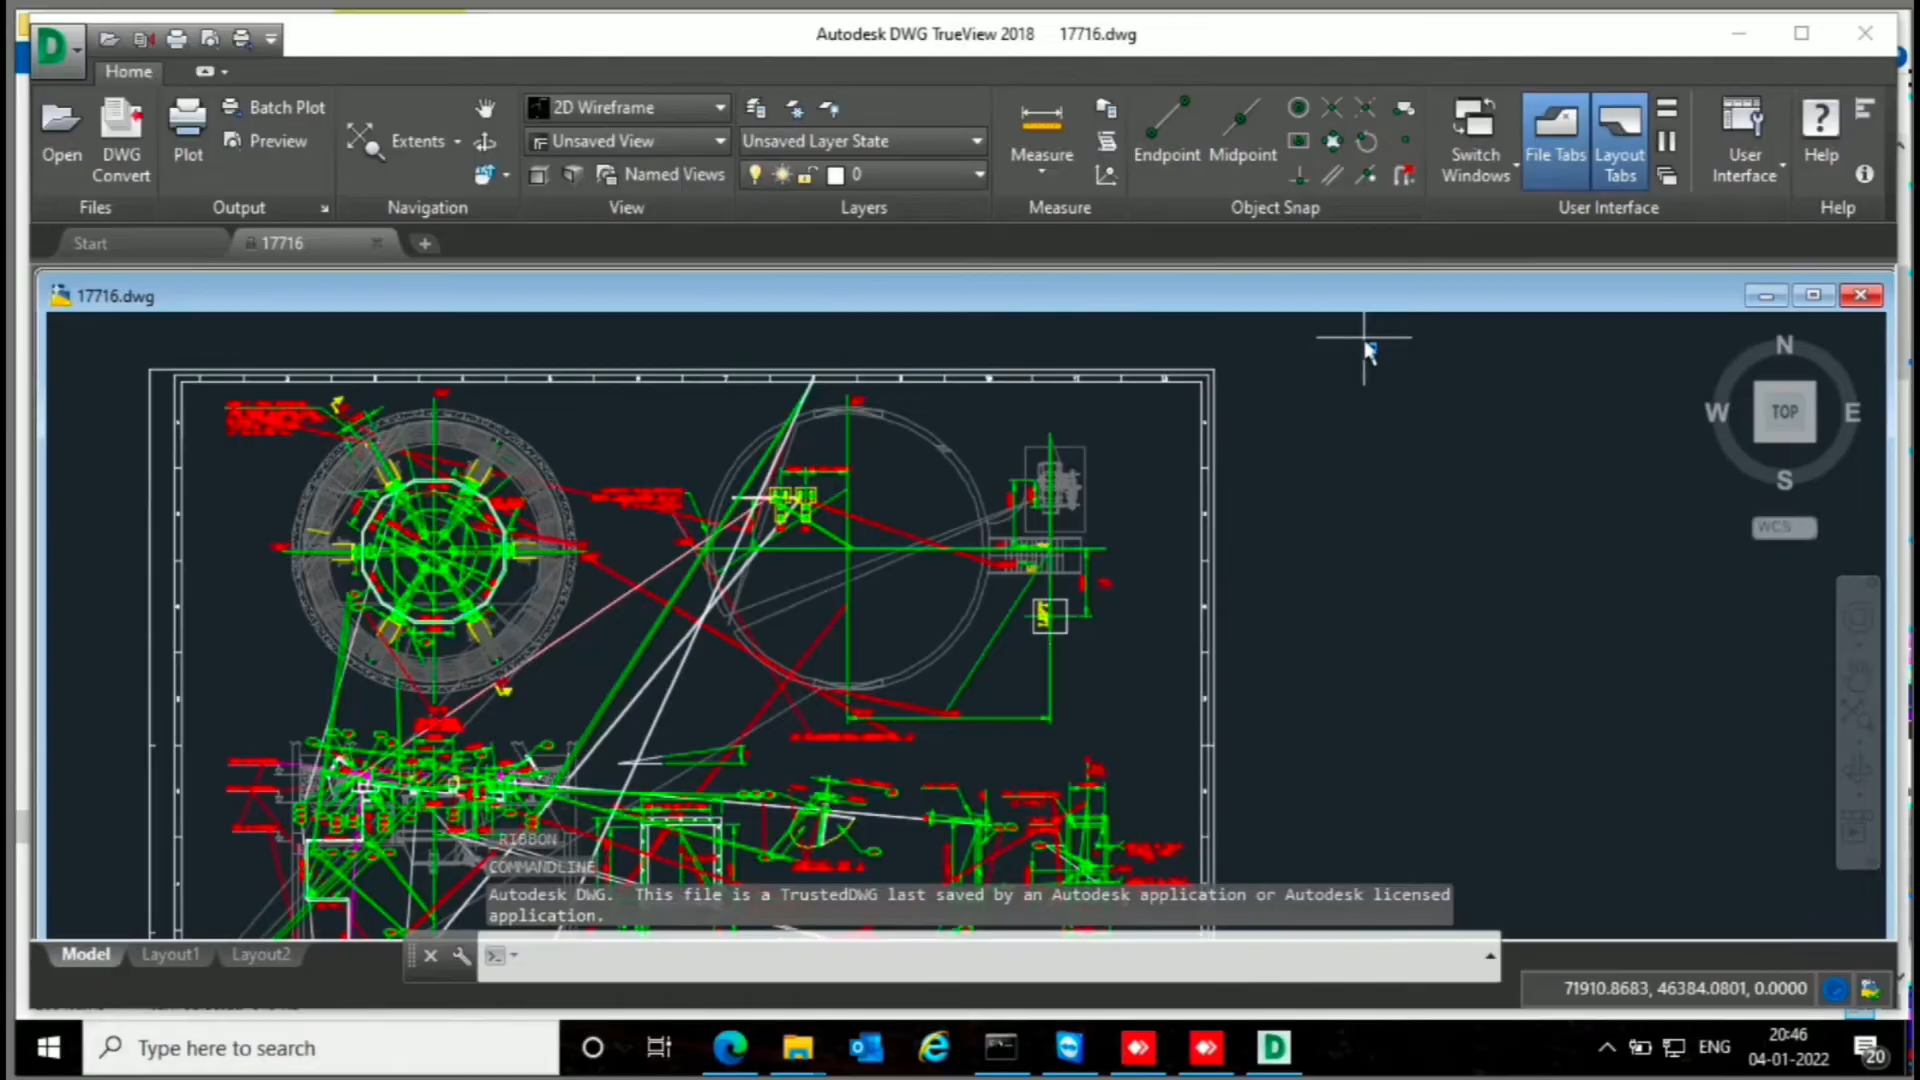 Autodesk DWG TrueView 2018 17716.dwg
Home
Open
DWG Convert
Plot
Batch Plot
Preview
Extents
2D Wireframe
Unsaved View
Named Views
Unsaved Layer State
0
Measure
Endpoint
Midpoint
Switch Windows
File Tabs
Layout Tabs
User Interface
Help
Files
Output
Navigation
View
Layers
Measure
Object Snap
User Interface
Help
Start
17716
17716.dwg
N
W
TOP
E
S
WCS
LEFT
RIBBON
COMMANDLINE
Autodesk DWG. This file is a TrustedDWG last saved by an Autodesk application or Autodesk licensed
application.
Model
Layout1
Layout2
71910.8683, 46384.0801, 0.0000
Type here to search
ENG
20:46
04-01-2022
20